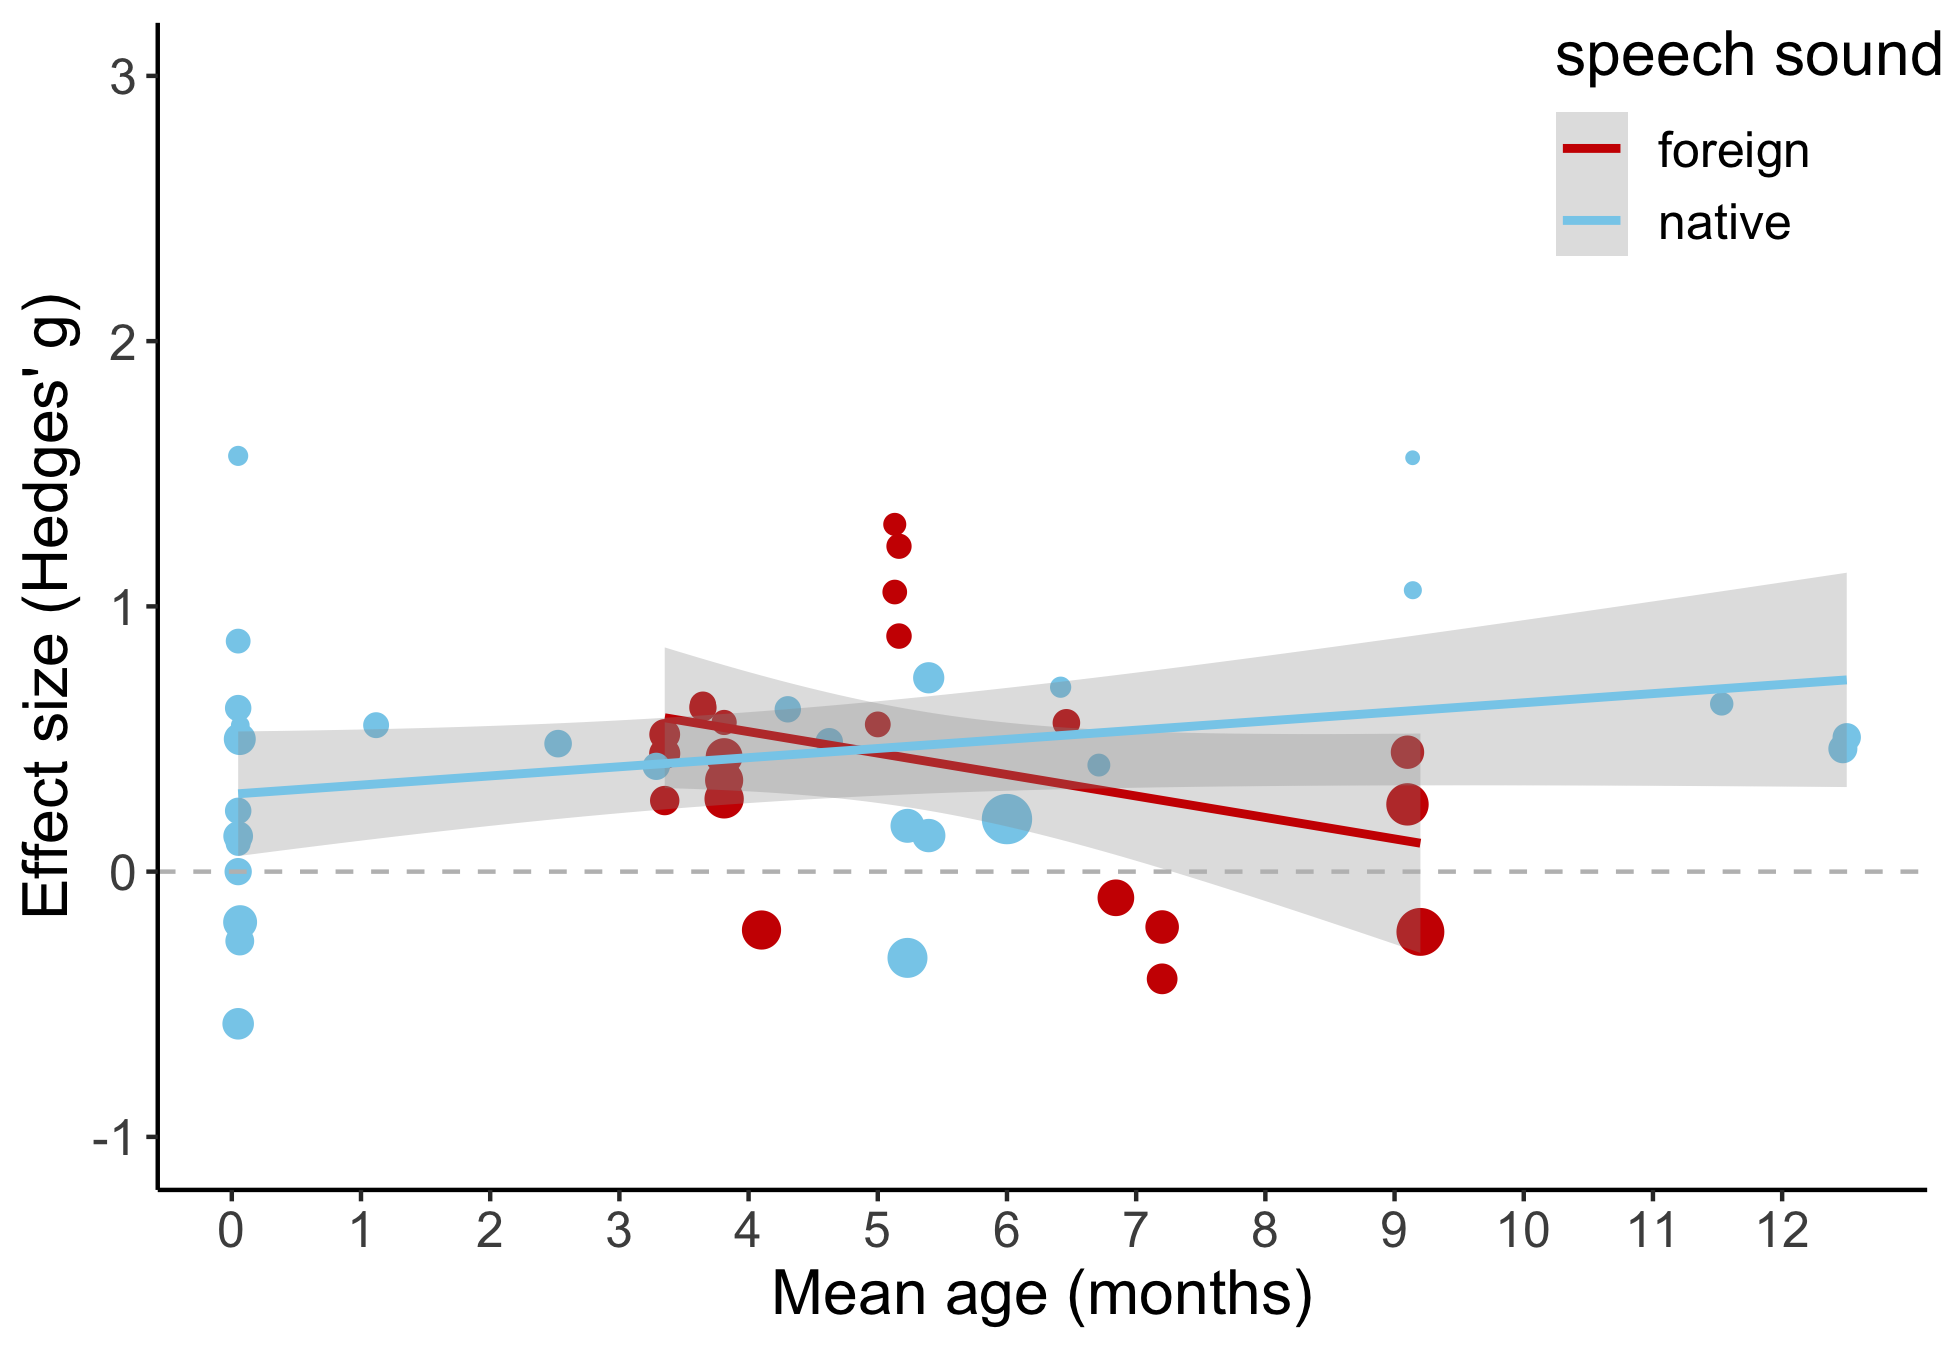 speech sound
foreign
native
Effect size (Hedges' g)
3
2
1
0
-1
0 1 2 3 4 5 6 7 8 9 10 11 12
Mean age (months)